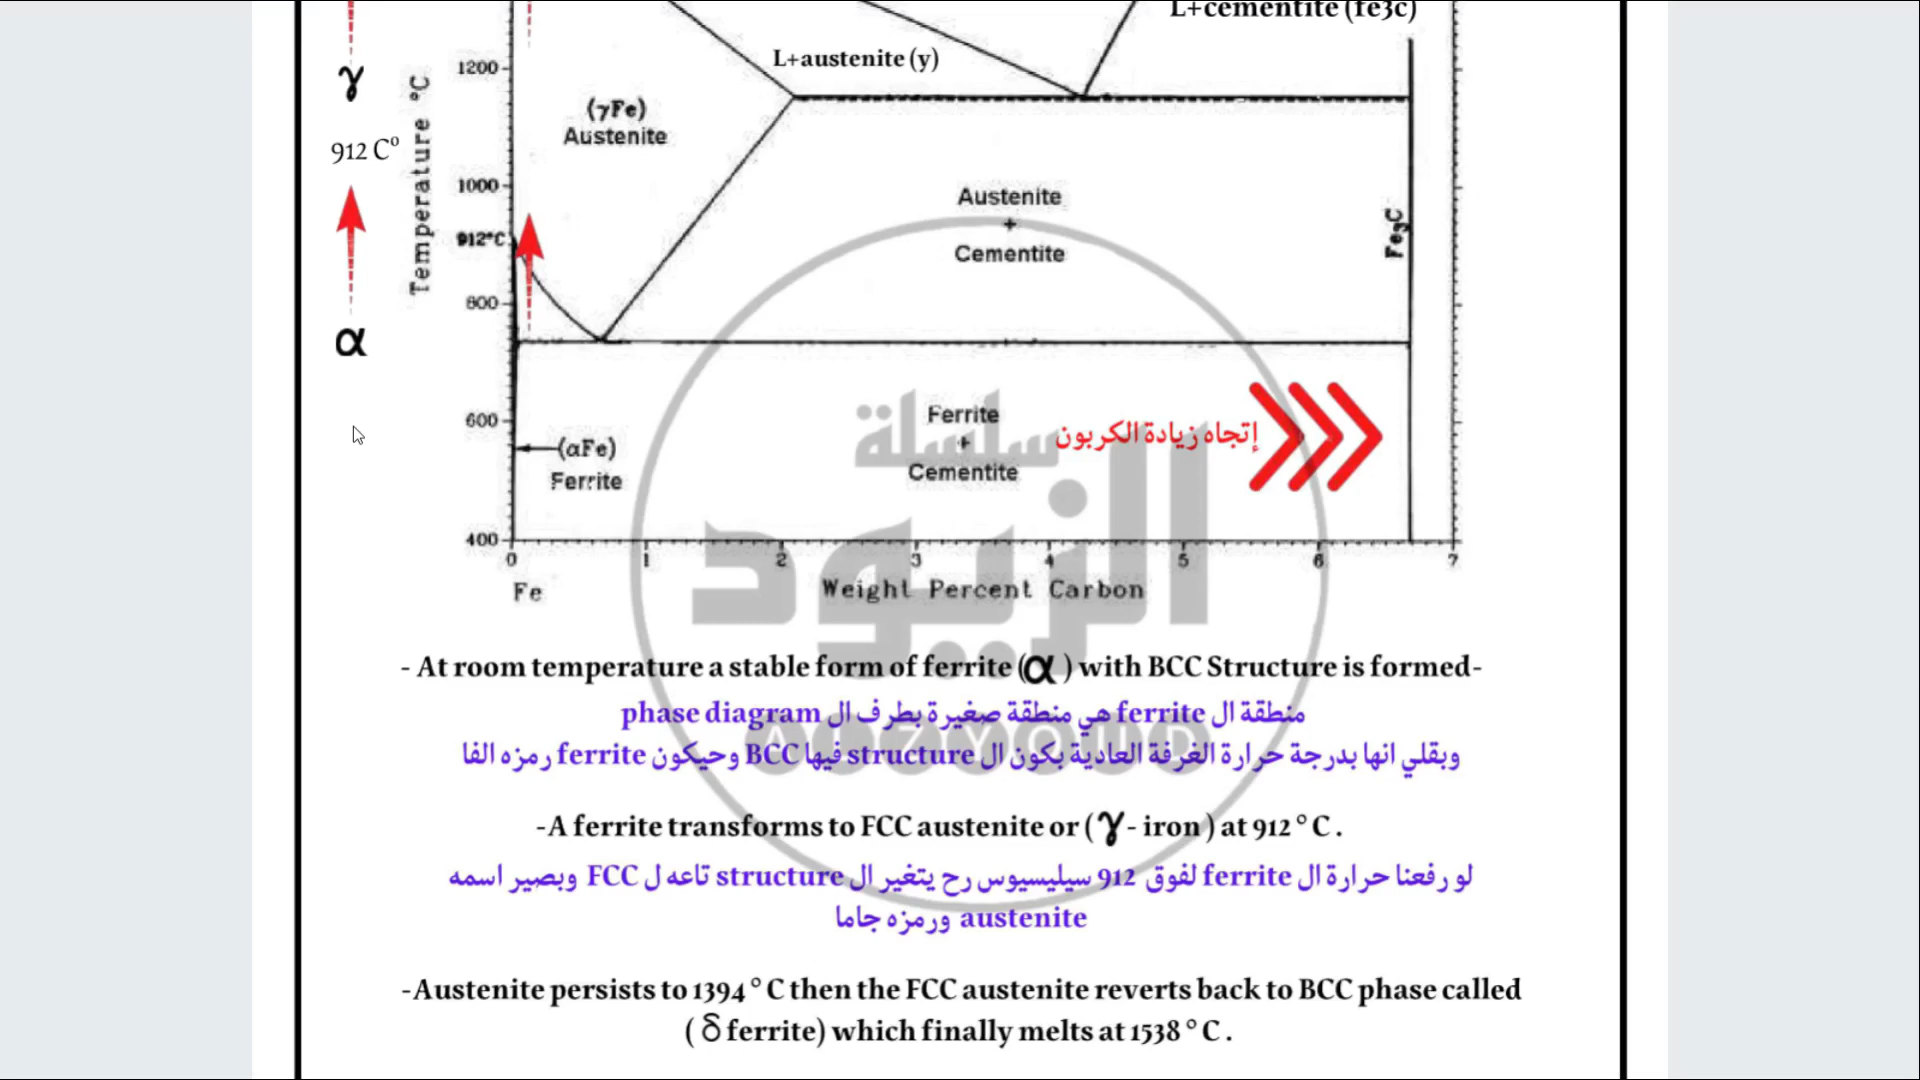 L+cementite (fe3c)
L+austenite (y)
γ
1200
(γFe)
Austenite
912 C°
Temperature °C
1000
Austenite
+
Cementite
Fe3C
912°C
800
α
600
Ferrite
+
Cementite
إتجاه زيادة الكربون
(αFe)
Ferrite
سلسلة
الزيود
400
0 1 2 3 4 5 6 7
Fe
Weight Percent Carbon
- At room temperature a stable form of ferrite (α ) with BCC Structure is formed-
منطقة ال ferrite هي منطقة صغيرة بطرف ال phase diagram
ALZYOUD
وبقلي انها بدرجة حرارة الغرفة العادية بكون ال structure فيها BCC وحيكون ferrite رمزه الفا
-A ferrite transforms to FCC austenite or ( γ- iron ) at 912 ° C .
لو رفعنا حرارة ال ferrite لفوق 912 سيليسيوس رح يتغير ال structure تاعه ل FCC وبصير اسمه
austenite ورمزه جاما
-Austenite persists to 1394 ° C then the FCC austenite reverts back to BCC phase called
( δ ferrite) which finally melts at 1538 ° C .